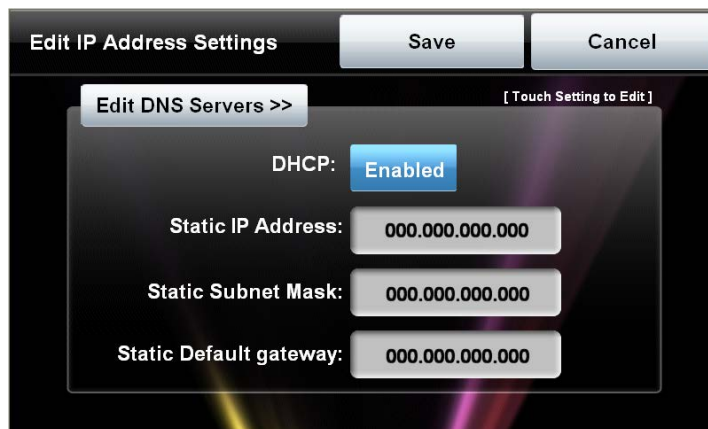 Edit IP Address Settings
Save
Cancel
Edit DNS Servers >>
[ Touch Setting to Edit ]
DHCP: Enabled
Static IP Address: 000.000.000.000
Static Subnet Mask: 000.000.000.000
Static Default gateway: 000.000.000.000